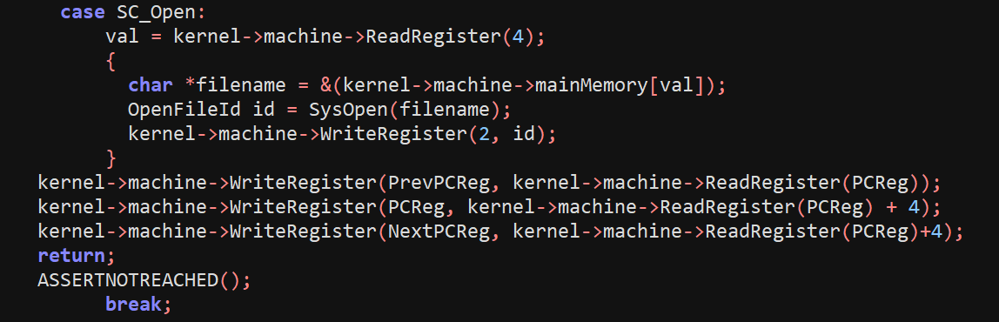 case SC_Open:
val = kernel->machine->ReadRegister(4);
{
char *filename = &(kernel->machine->mainMemory[val]);
OpenFileId id = SysOpen(filename);
kernel->machine->WriteRegister(2, id);
}
kernel->machine->WriteRegister(PrevPCReg, kernel->machine->ReadRegister(PCReg));
kernel->machine->WriteRegister(PCReg, kernel->machine->ReadRegister(PCReg) + 4);
kernel->machine->WriteRegister(NextPCReg, kernel->machine->ReadRegister(PCReg)+4);
return;
ASSERTNOTREACHED();
break;